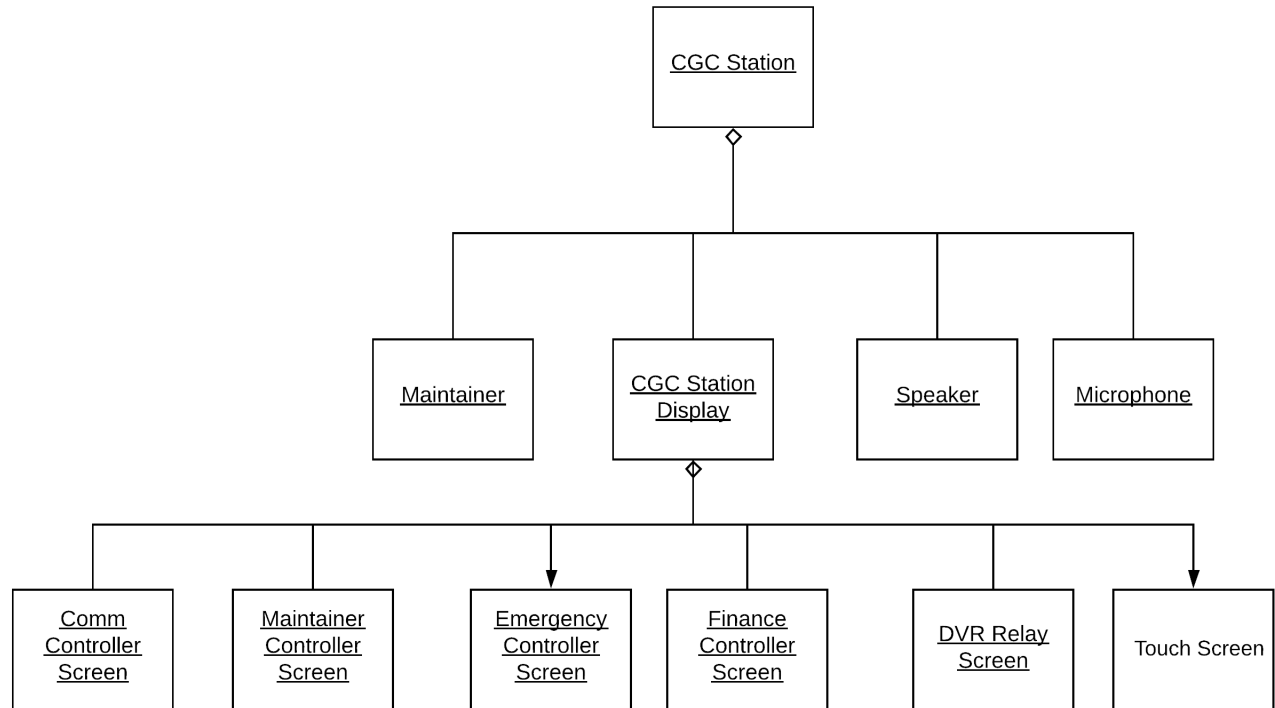 CGC Station
Maintainer
CGC Station
Display
Speaker
Microphone
Comm
Controller
Screen
Maintainer
Controller
Screen
Emergency
Controller
Screen
Finance
Controller
Screen
DVR Relay
Screen
Touch Screen